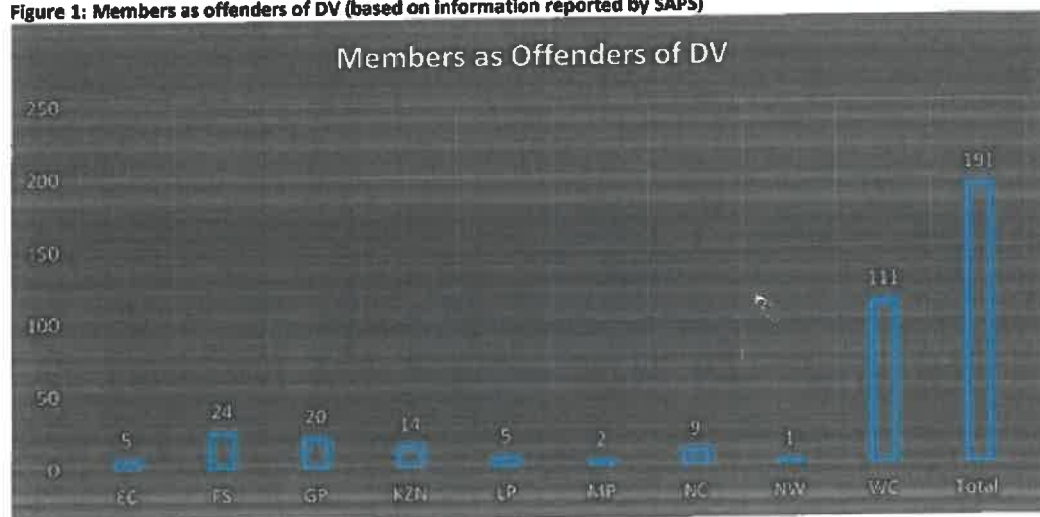 Figure 1: Members as offenders of DV (based on information reported by SAPS)
Members as Offenders of DV
250
200
150
100
50
0
5
24
20
14
5
2
9
1
111
191
EC
FS
GP
KZN
LP
MP
NC
NW
WC
Total